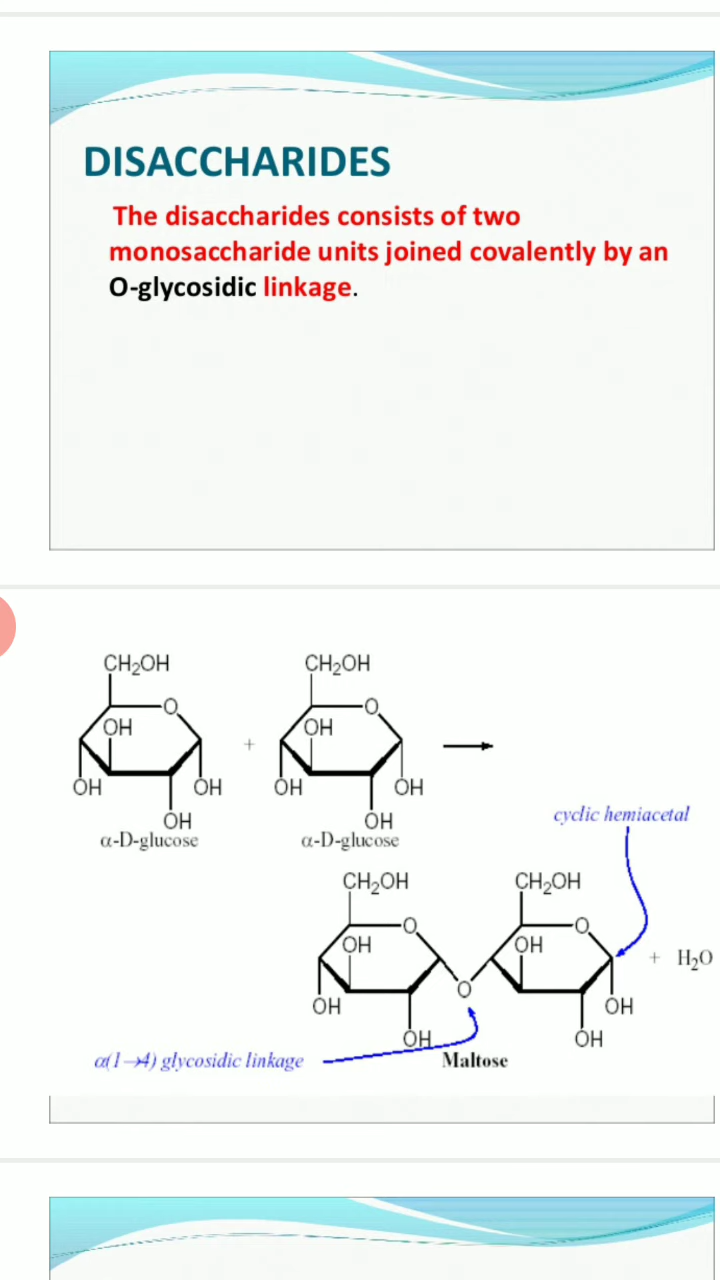 DISACCHARIDES
The disaccharides consists of two
monosaccharide units joined covalently by an
O-glycosidic linkage.
CH₂OH CH₂OH
O O
OH OH
+
OH OH OH OH
OH OH
α-D-glucose α-D-glucose
cyclic hemiacetal
CH₂OH CH₂OH
O O
OH OH
+ H₂O
O
OH OH
OH OH
α(1→4) glycosidic linkage Maltose